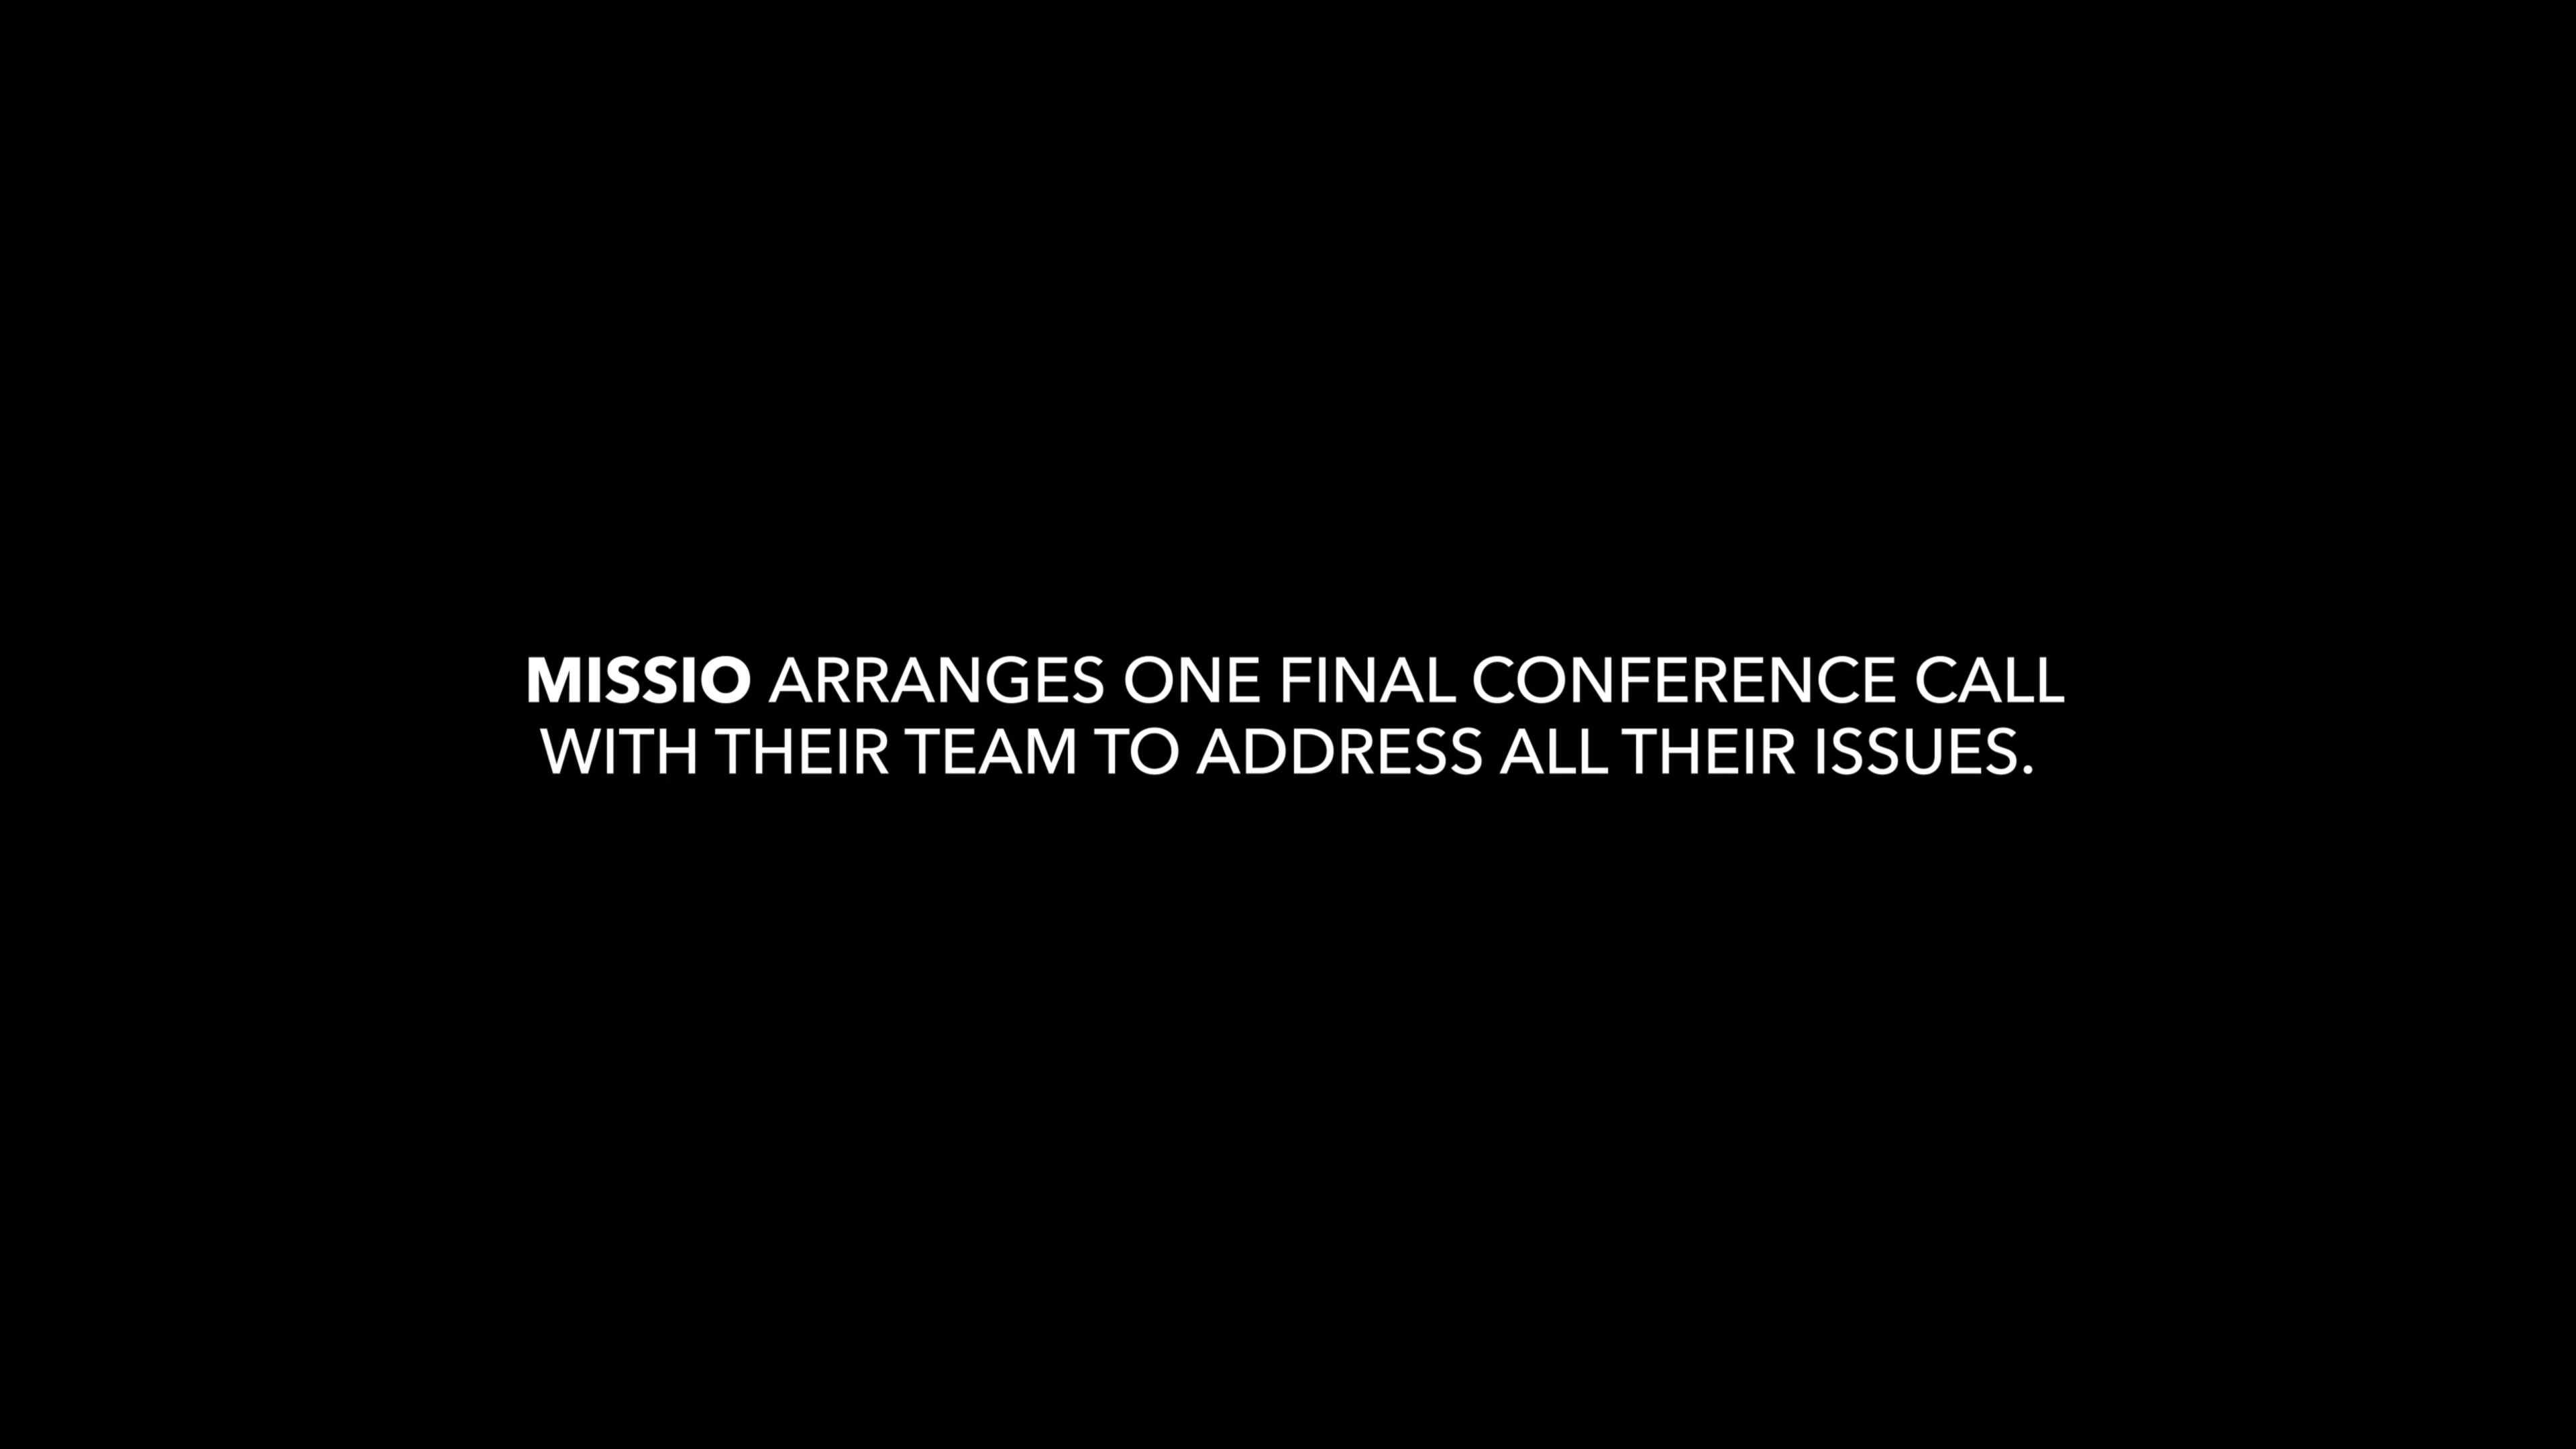 MISSIO ARRANGES ONE FINAL CONFERENCE CALL
WITH THEIR TEAM TO ADDRESS ALL THEIR ISSUES.